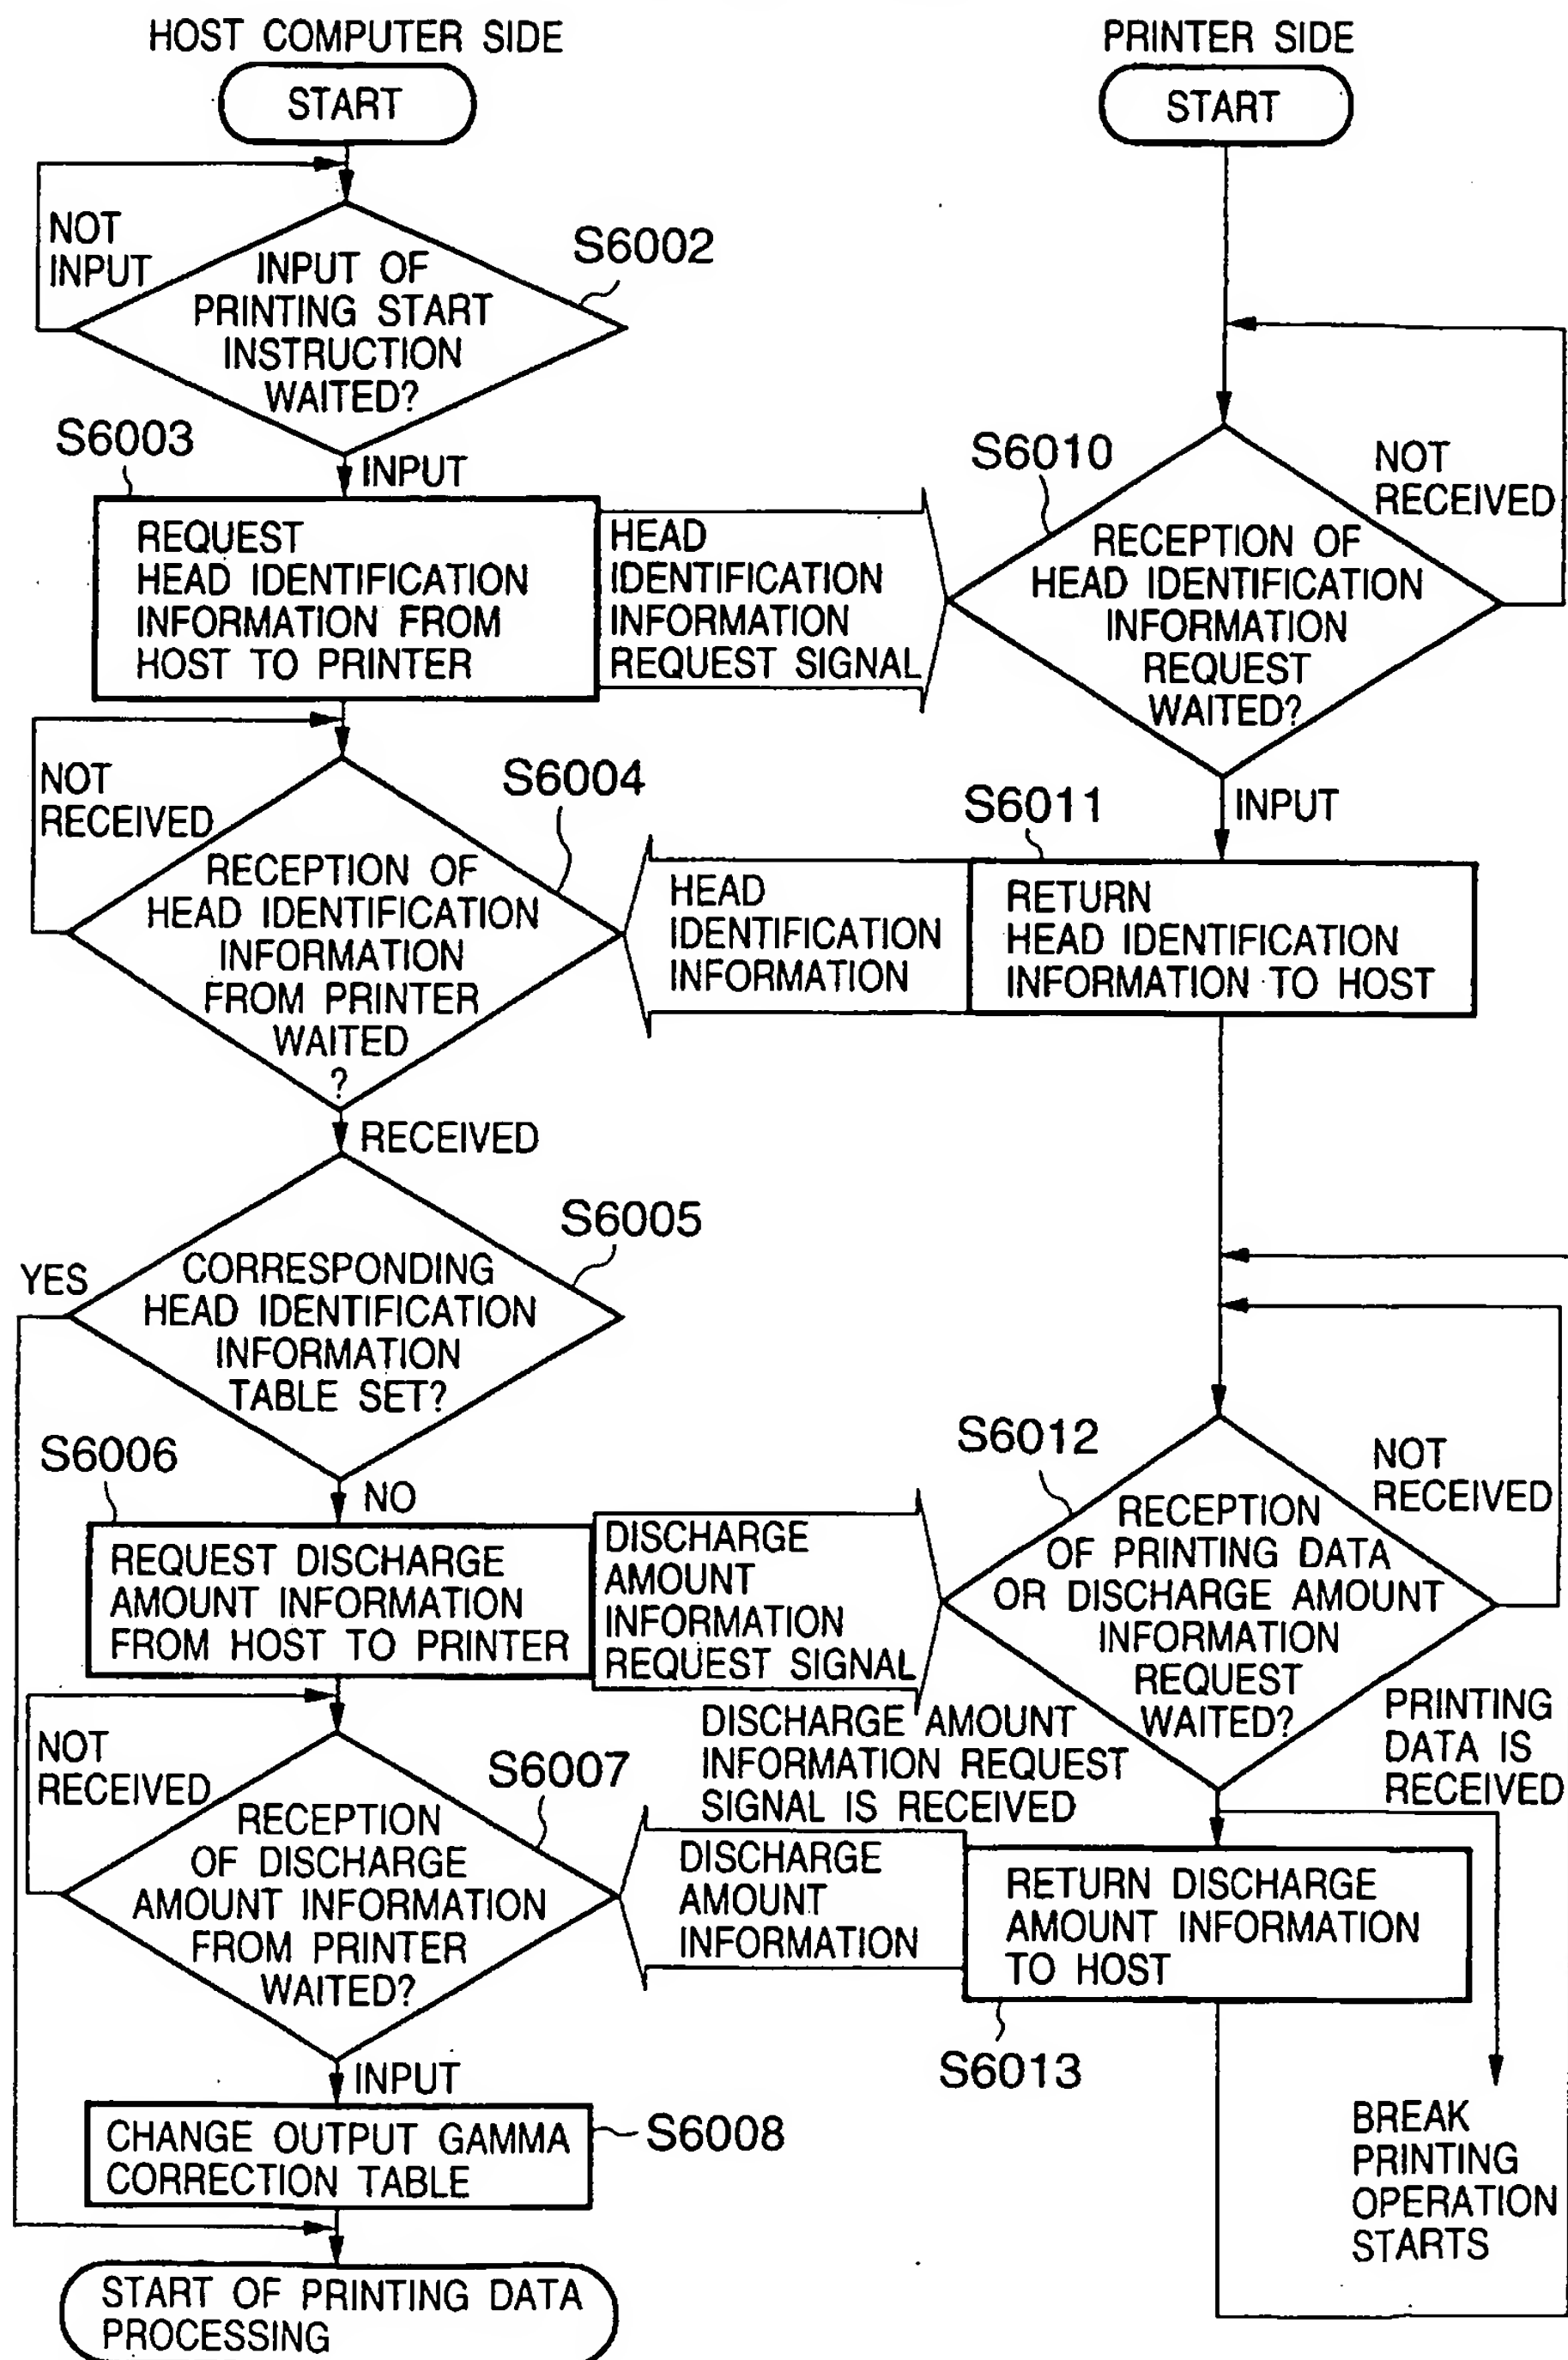 HOST COMPUTER SIDE
START
NOT
INPUT
S6002
INPUT OF
PRINTING START
INSTRUCTION
WAITED?
INPUT
S6003
REQUEST
HEAD IDENTIFICATION
INFORMATION FROM
HOST TO PRINTER
HEAD
IDENTIFICATION
INFORMATION
REQUEST SIGNAL
PRINTER SIDE
START
S6010
NOT
RECEIVED
RECEPTION OF
HEAD IDENTIFICATION
INFORMATION
REQUEST
WAITED?
INPUT
S6011
RETURN
HEAD IDENTIFICATION
INFORMATION TO HOST
HEAD
IDENTIFICATION
INFORMATION
NOT
RECEIVED
S6004
RECEPTION OF
HEAD IDENTIFICATION
INFORMATION
FROM PRINTER
WAITED
?
RECEIVED
S6005
YES
CORRESPONDING
HEAD IDENTIFICATION
INFORMATION
TABLE SET?
NO
S6006
REQUEST DISCHARGE
AMOUNT INFORMATION
FROM HOST TO PRINTER
DISCHARGE
AMOUNT
INFORMATION
REQUEST SIGNAL
S6012
NOT
RECEIVED
RECEPTION
OF PRINTING DATA
OR DISCHARGE AMOUNT
INFORMATION
REQUEST
WAITED?
PRINTING
DATA IS
RECEIVED
DISCHARGE AMOUNT
INFORMATION REQUEST
SIGNAL IS RECEIVED
RETURN DISCHARGE
AMOUNT INFORMATION
TO HOST
S6013
DISCHARGE
AMOUNT
INFORMATION
NOT
RECEIVED
S6007
RECEPTION
OF DISCHARGE
AMOUNT INFORMATION
FROM PRINTER
WAITED?
INPUT
CHANGE OUTPUT GAMMA
CORRECTION TABLE
S6008
BREAK
PRINTING
OPERATION
STARTS
START OF PRINTING DATA
PROCESSING